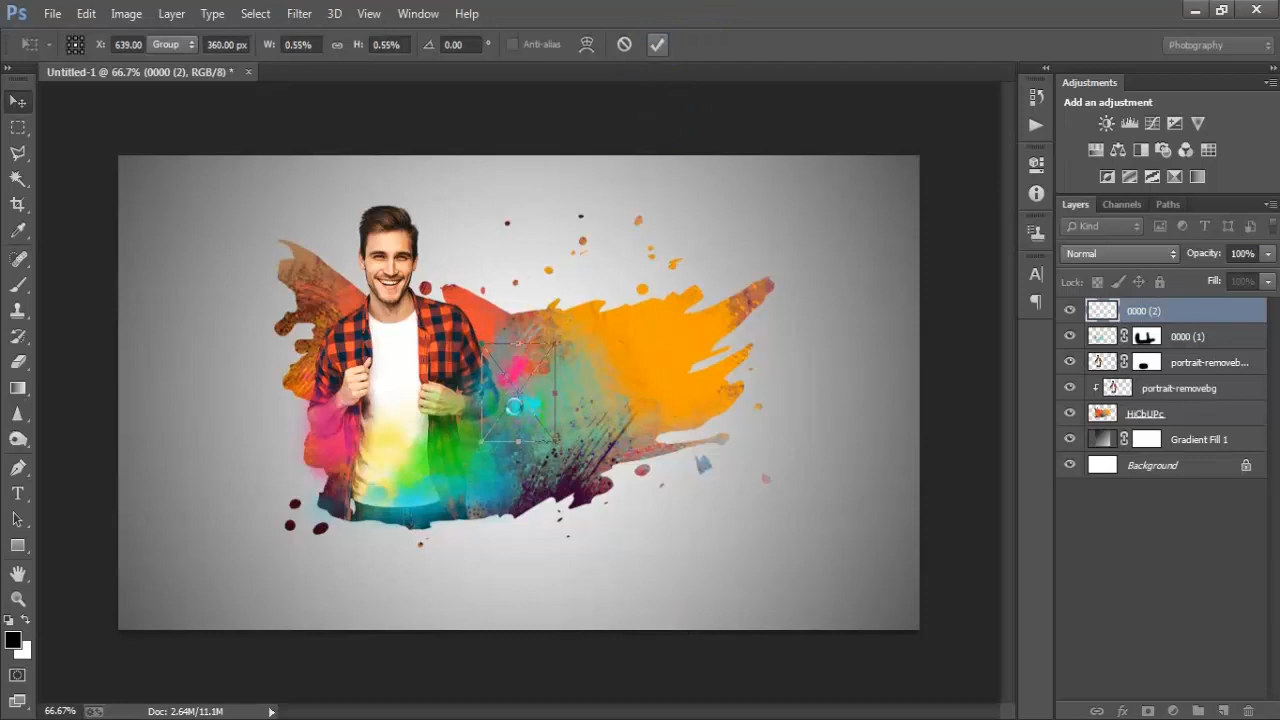 Ps File Edit Image Layer Type Select Filter 3D View Window Help
X: 639.00 Group 360.00 px W: 0.55% H: 0.55% 0.00 ° Anti-alias Photography
Untitled-1 @ 66.7% (0000 (2), RGB/8) *
Adjustments
Add an adjustment
Layers Channels Paths
Kind
Normal Opacity: 100%
Lock: Fill: 100%
0000 (2)
0000 (1)
portrait-removeb...
portrait-removebg
HiCbUPc
Gradient Fill 1
Background
66.67% Doc: 2.64M/11.1M